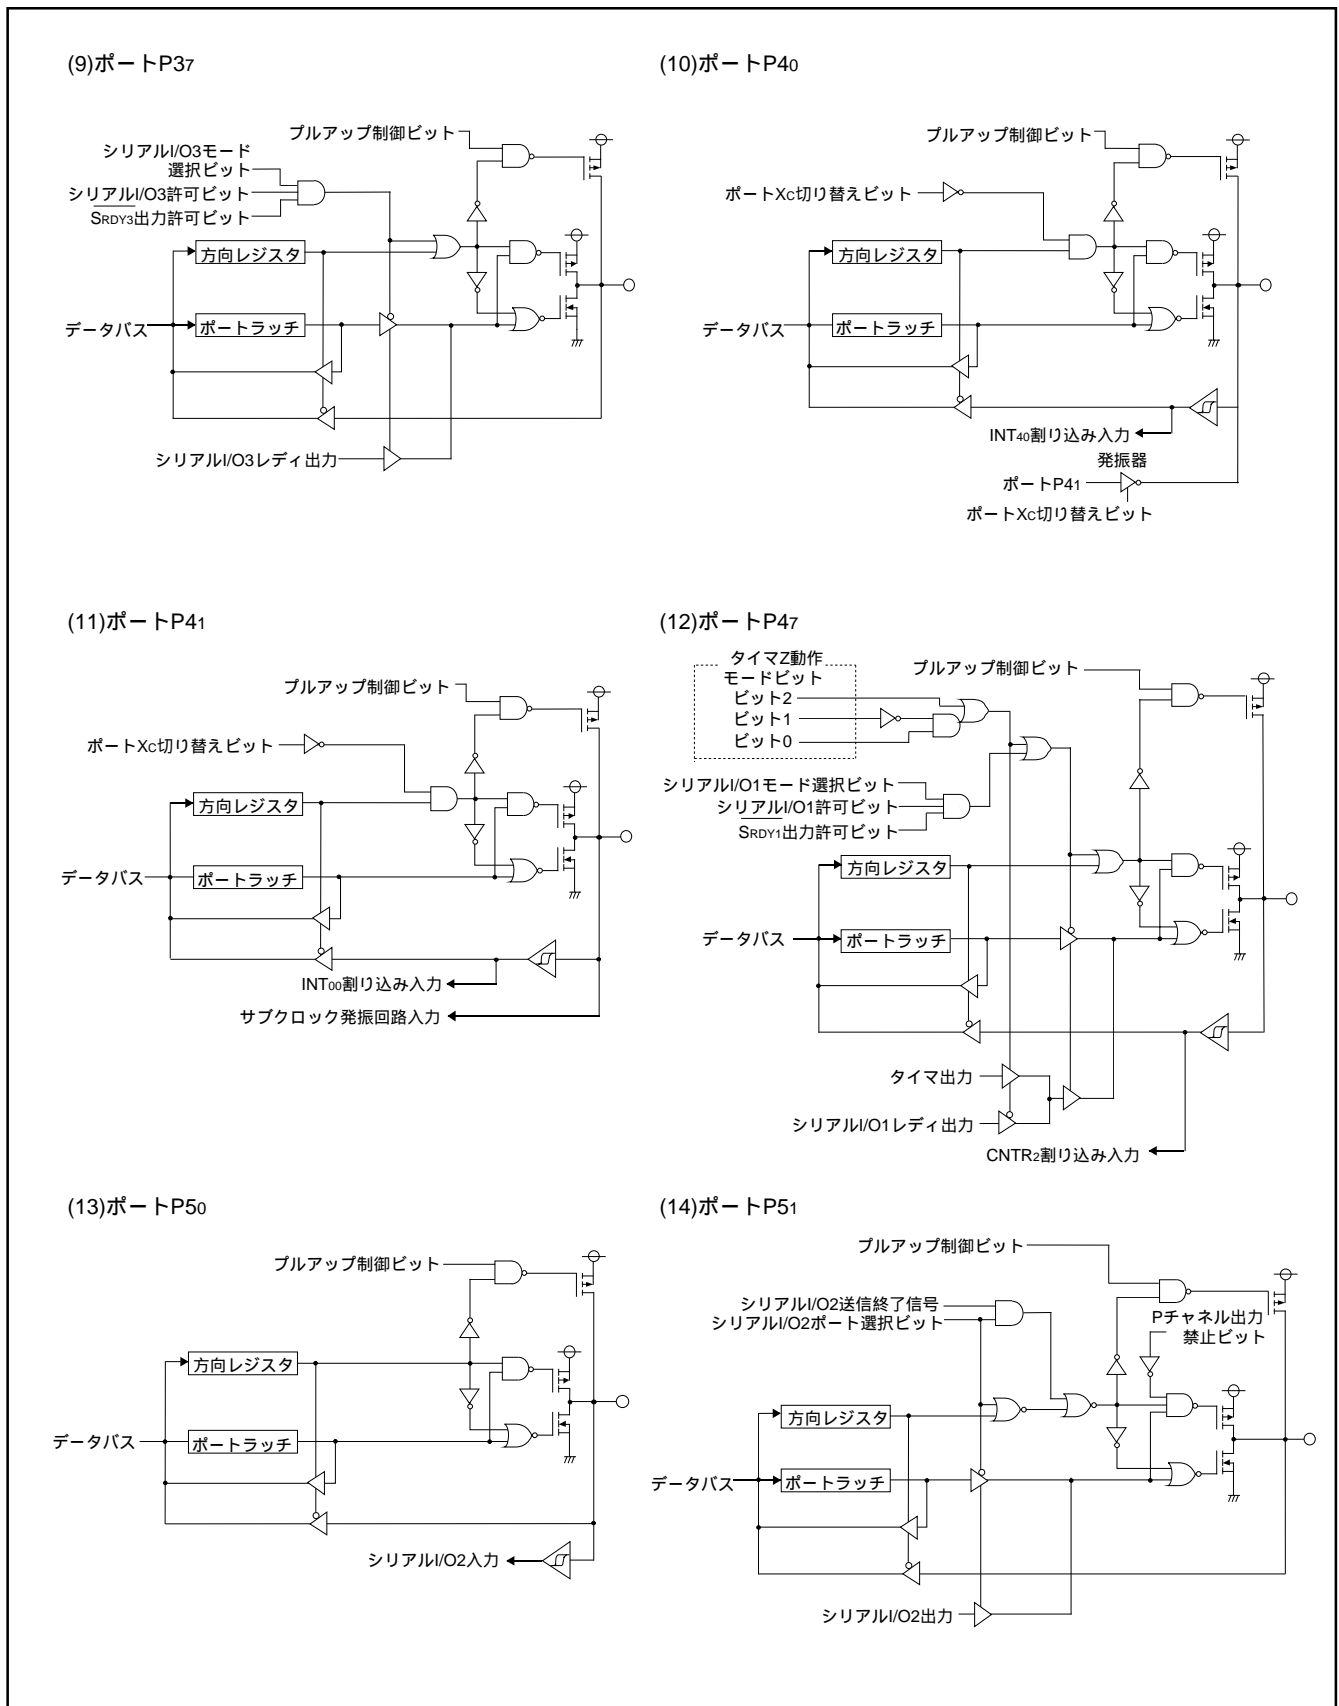 (9)ポートP37
プルアップ制御ビット
シリアルI/O3モード
選択ビット
シリアルI/O3許可ビット
SRDY3出力許可ビット
方向レジスタ
データバス
ポートラッチ
シリアルI/O3レディ出力
(10)ポートP40
プルアップ制御ビット
ポートXC切り替えビット
方向レジスタ
データバス
ポートラッチ
INT40割り込み入力
発振器
ポートP41
ポートXC切り替えビット
(11)ポートP41
プルアップ制御ビット
ポートXC切り替えビット
方向レジスタ
データバス
ポートラッチ
INT00割り込み入力
サブクロック発振回路入力
(12)ポートP47
タイマZ動作
モードビット
ビット2
ビット1
ビット0
プルアップ制御ビット
シリアルI/O1モード選択ビット
シリアルI/O1許可ビット
SRDY1出力許可ビット
方向レジスタ
データバス
ポートラッチ
タイマ出力
シリアルI/O1レディ出力
CNTR2割り込み入力
(13)ポートP50
プルアップ制御ビット
方向レジスタ
データバス
ポートラッチ
シリアルI/O2入力
(14)ポートP51
プルアップ制御ビット
シリアルI/O2送信終了信号
シリアルI/O2ポート選択ビット
Pチャネル出力
禁止ビット
方向レジスタ
データバス
ポートラッチ
シリアルI/O2出力